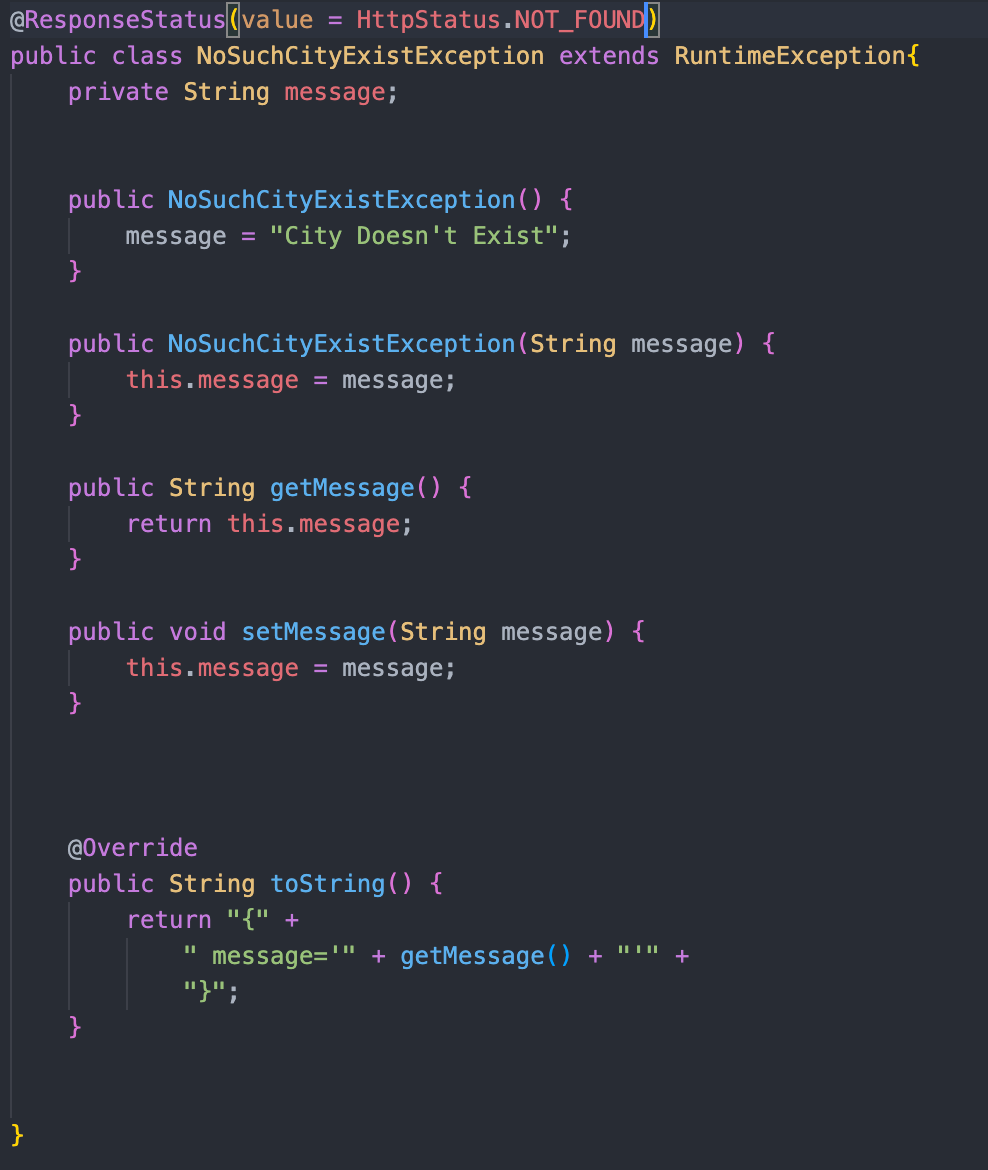 @ResponseStatus(value = HttpStatus.NOT_FOUND)
public class NoSuchCityExistException extends RuntimeException{
    private String message;
    public NoSuchCityExistException() {
        message = "City Doesn't Exist";
    }
    public NoSuchCityExistException(String message) {
        this.message = message;
    }
    public String getMessage() {
        return this.message;
    }
    public void setMessage(String message) {
        this.message = message;
    }
    @Override
    public String toString() {
        return "{" +
            " message='" + getMessage() + "'" +
            "}";
    }
}